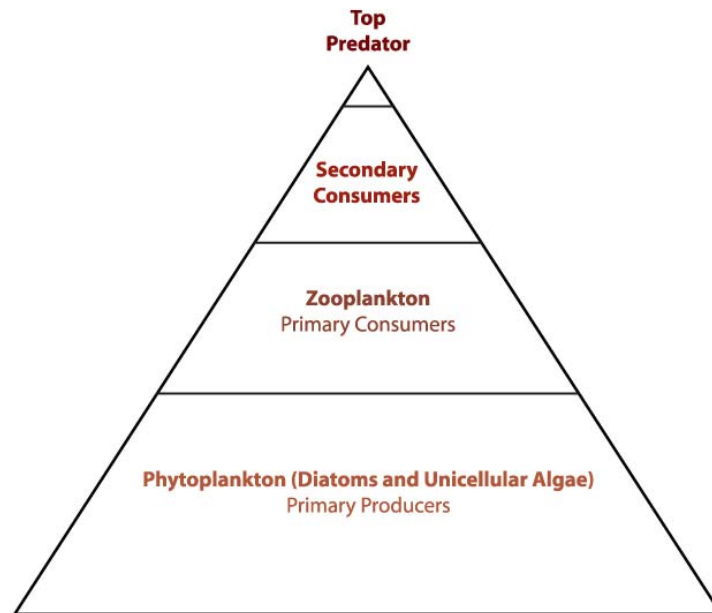 Top
Predator
Secondary
Consumers
Zooplankton
Primary Consumers
Phytoplankton (Diatoms and Unicellular Algae)
Primary Producers